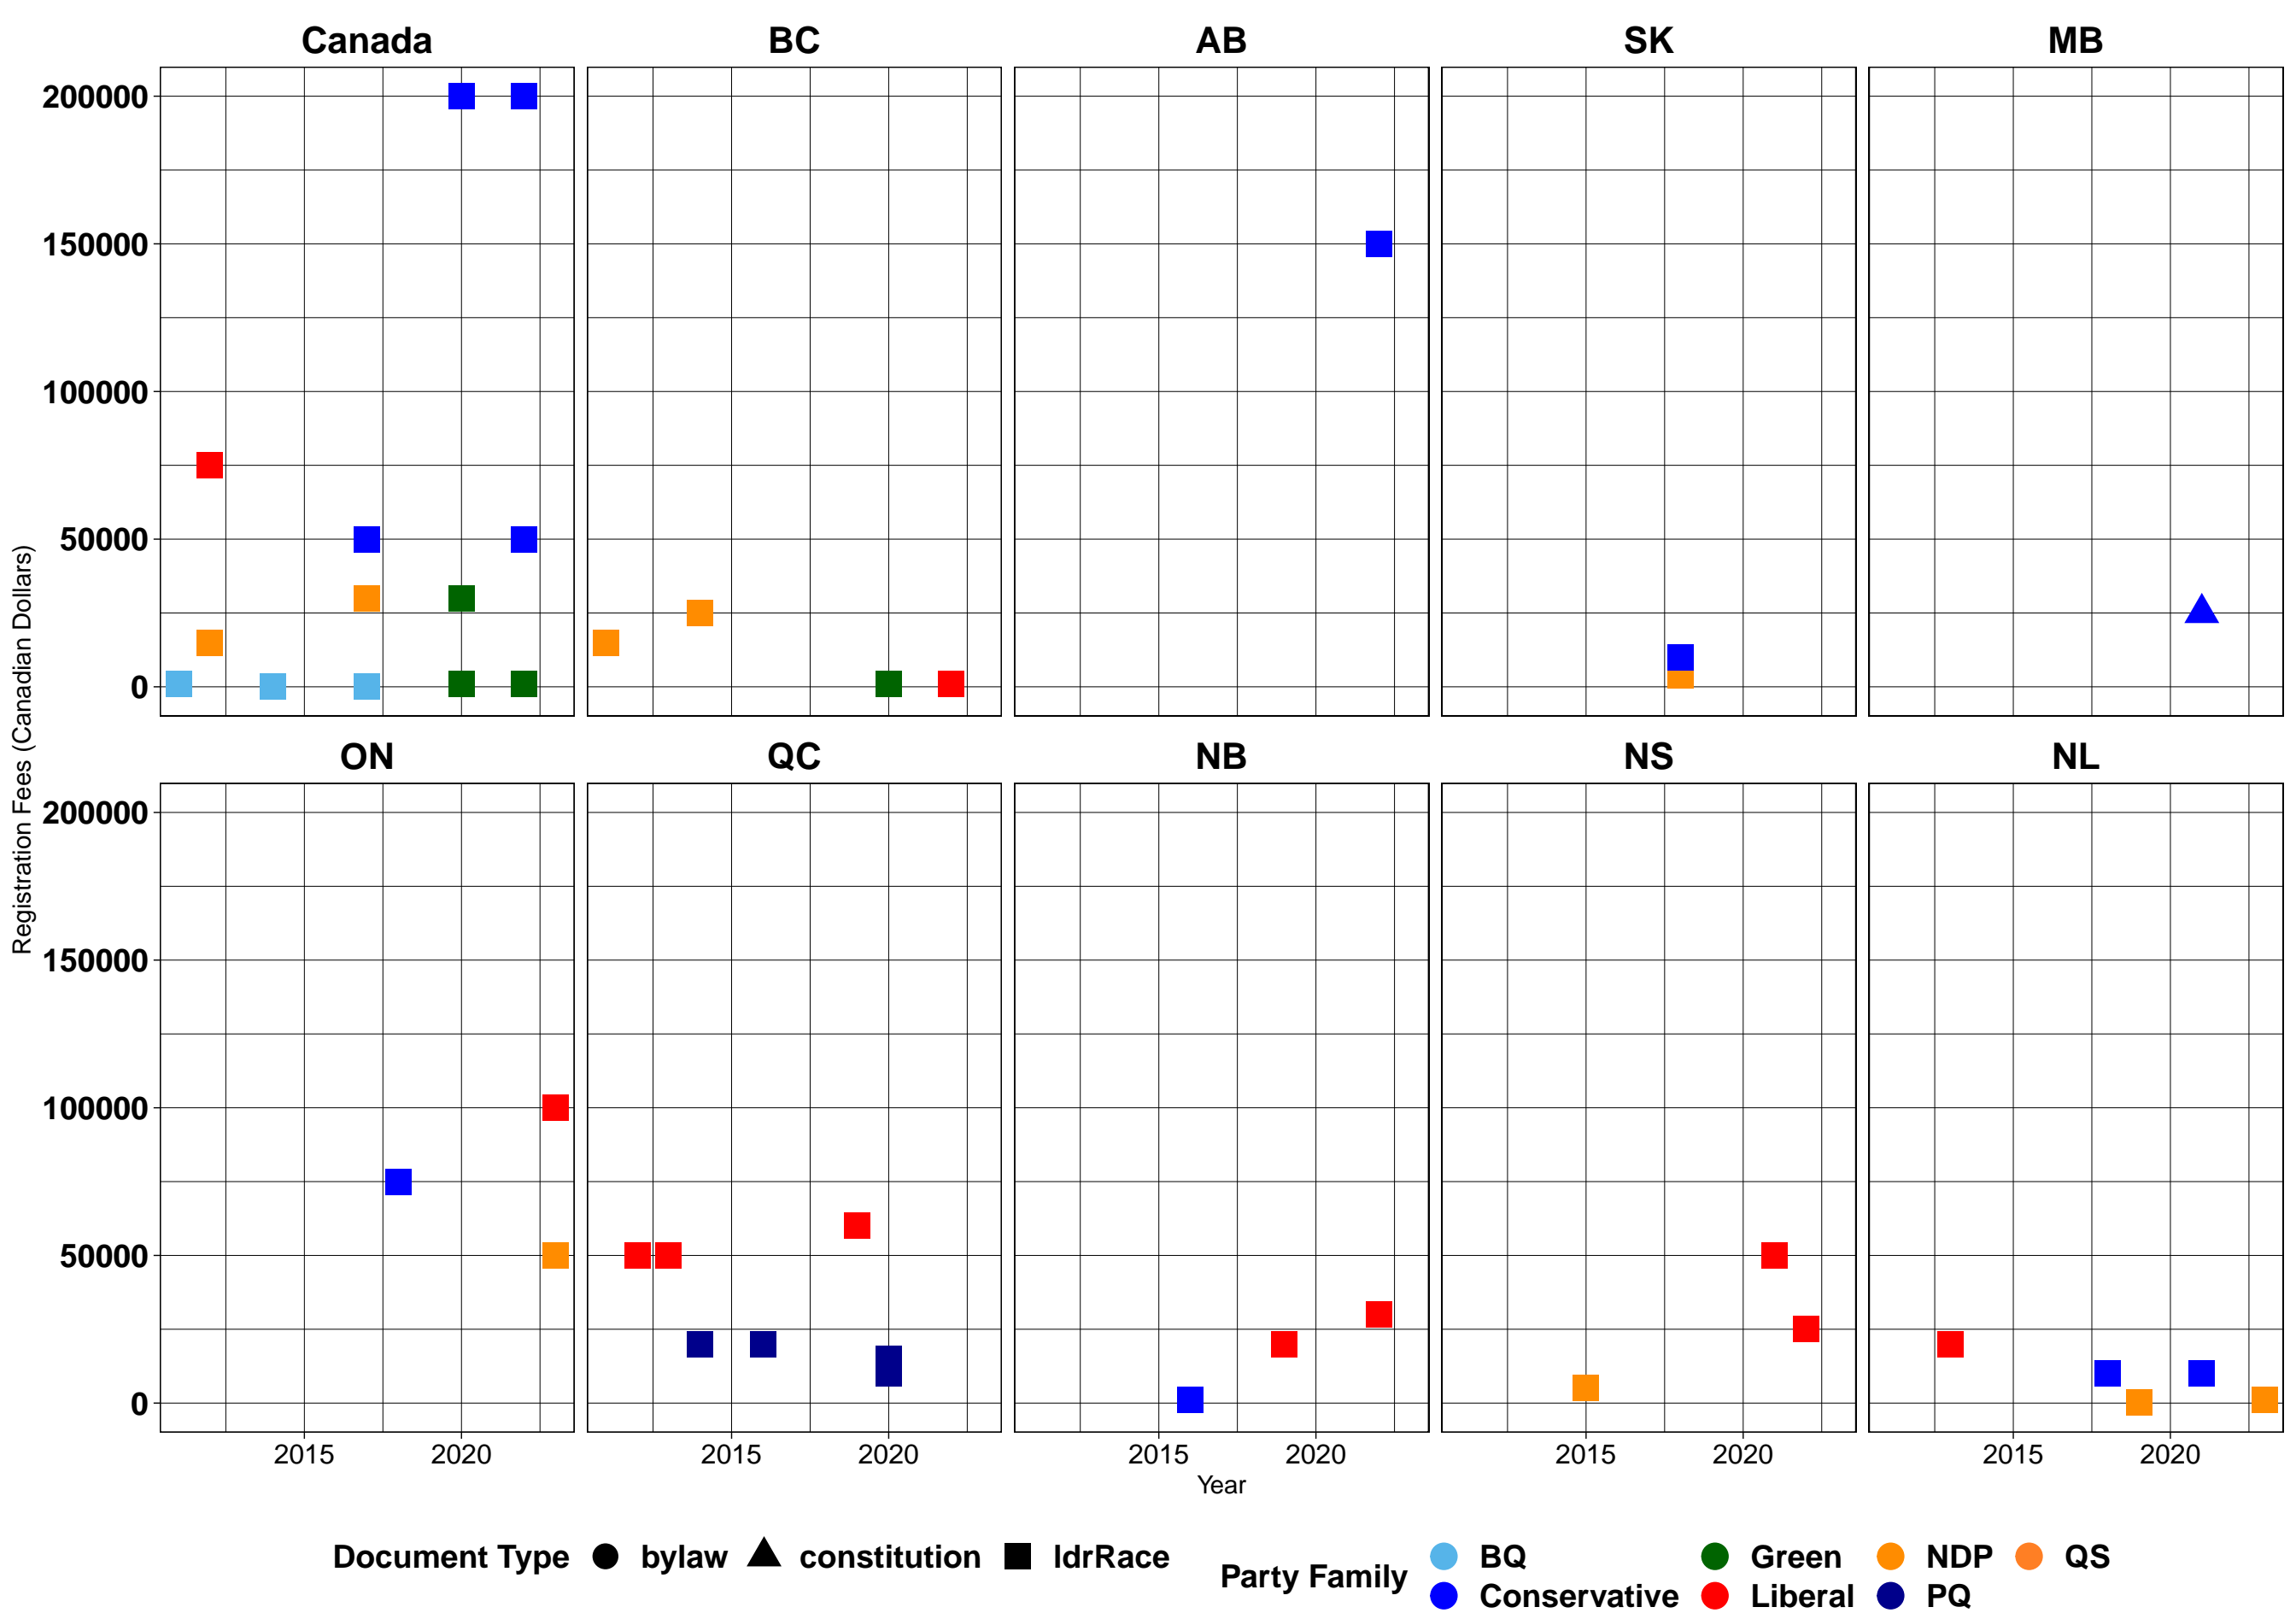 Canada BC AB SK MB
200000
150000
100000
50000
0
Registration Fees (Canadian Dollars)
ON QC NB NS NL
200000
150000
100000
50000
0
2015 2020 2015 2020 2015 2020 2015 2020 2015 2020
Year
Document Type bylaw constitution ldrRace
Party Family
BQ Green NDP QS
Conservative Liberal PQ